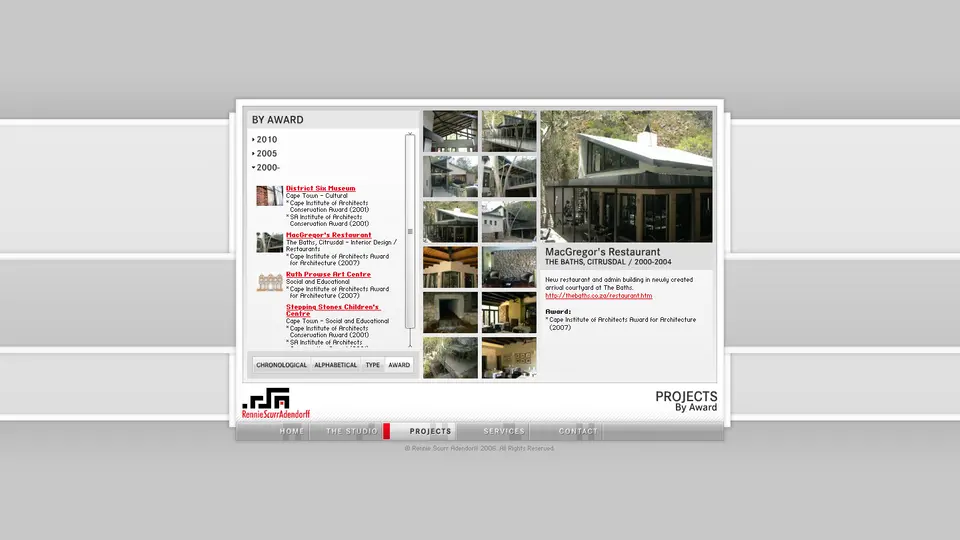 BY AWARD
2010
2005
2000-
District Six Museum
Cape Town - Cultural
* Cape Institute of Architects
Conservation Award (2001)
* SA Institute of Architects
Conservation Award (2001)
MacGregor's Restaurant
The Baths, Citrusdal - Interior Design /
Restaurants
* Cape Institute of Architects Award
for Architecture (2007)
Ruth Prowse Art Centre
Social and Educational
* Cape Institute of Architects Award
for Architecture (2007)
Stepping Stones Children's
Centre
Cape Town - Social and Educational
* Cape Institute of Architects
Conservation Award (2001)
* SA Institute of Architects
CHRONOLOGICAL ALPHABETICAL TYPE AWARD
MacGregor's Restaurant
THE BATHS, CITRUSDAL / 2000-2004
New restaurant and admin building in newly created
arrival courtyard at The Baths.
http://thebaths.co.za/restaurant.htm
Award:
* Cape Institute of Architects Award for Architecture
(2007)
RennieScurrAdendorff
PROJECTS
By Award
HOME THE STUDIO PROJECTS SERVICES CONTACT
© Rennie Scurr Adendorff 2006. All Rights Reserved.